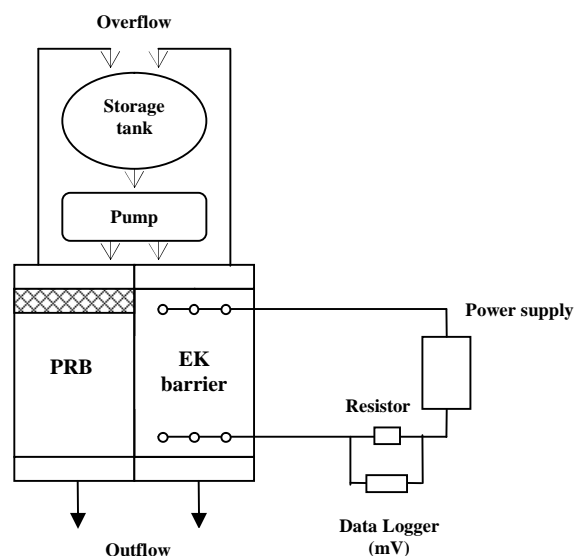 Overflow
Storage
tank
Pump
Power supply
PRB
EK
barrier
Resistor
Data Logger
(mV)
Outflow